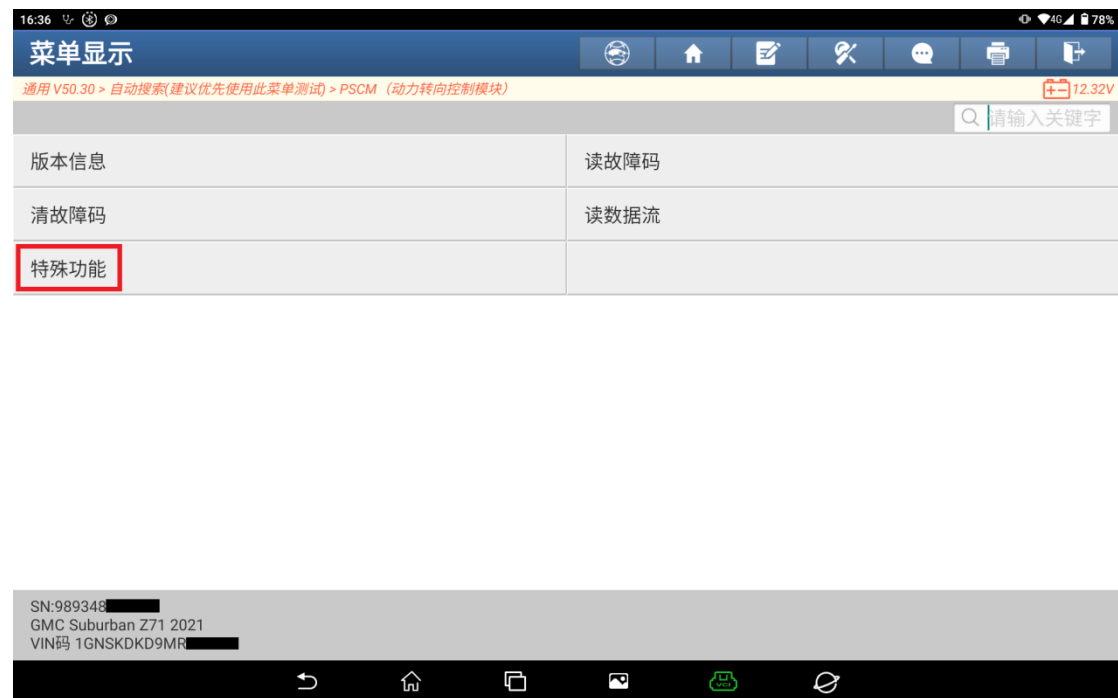 16:36 4G 78%
菜单显示
通用 V50.30 > 自动搜索(建议优先使用此菜单测试) > PSCM（动力转向控制模块） 12.32V
请输入关键字
版本信息 读故障码
清故障码 读数据流
特殊功能
SN:989348
GMC Suburban Z71 2021
VIN码 1GNSKDKD9MR
VCI